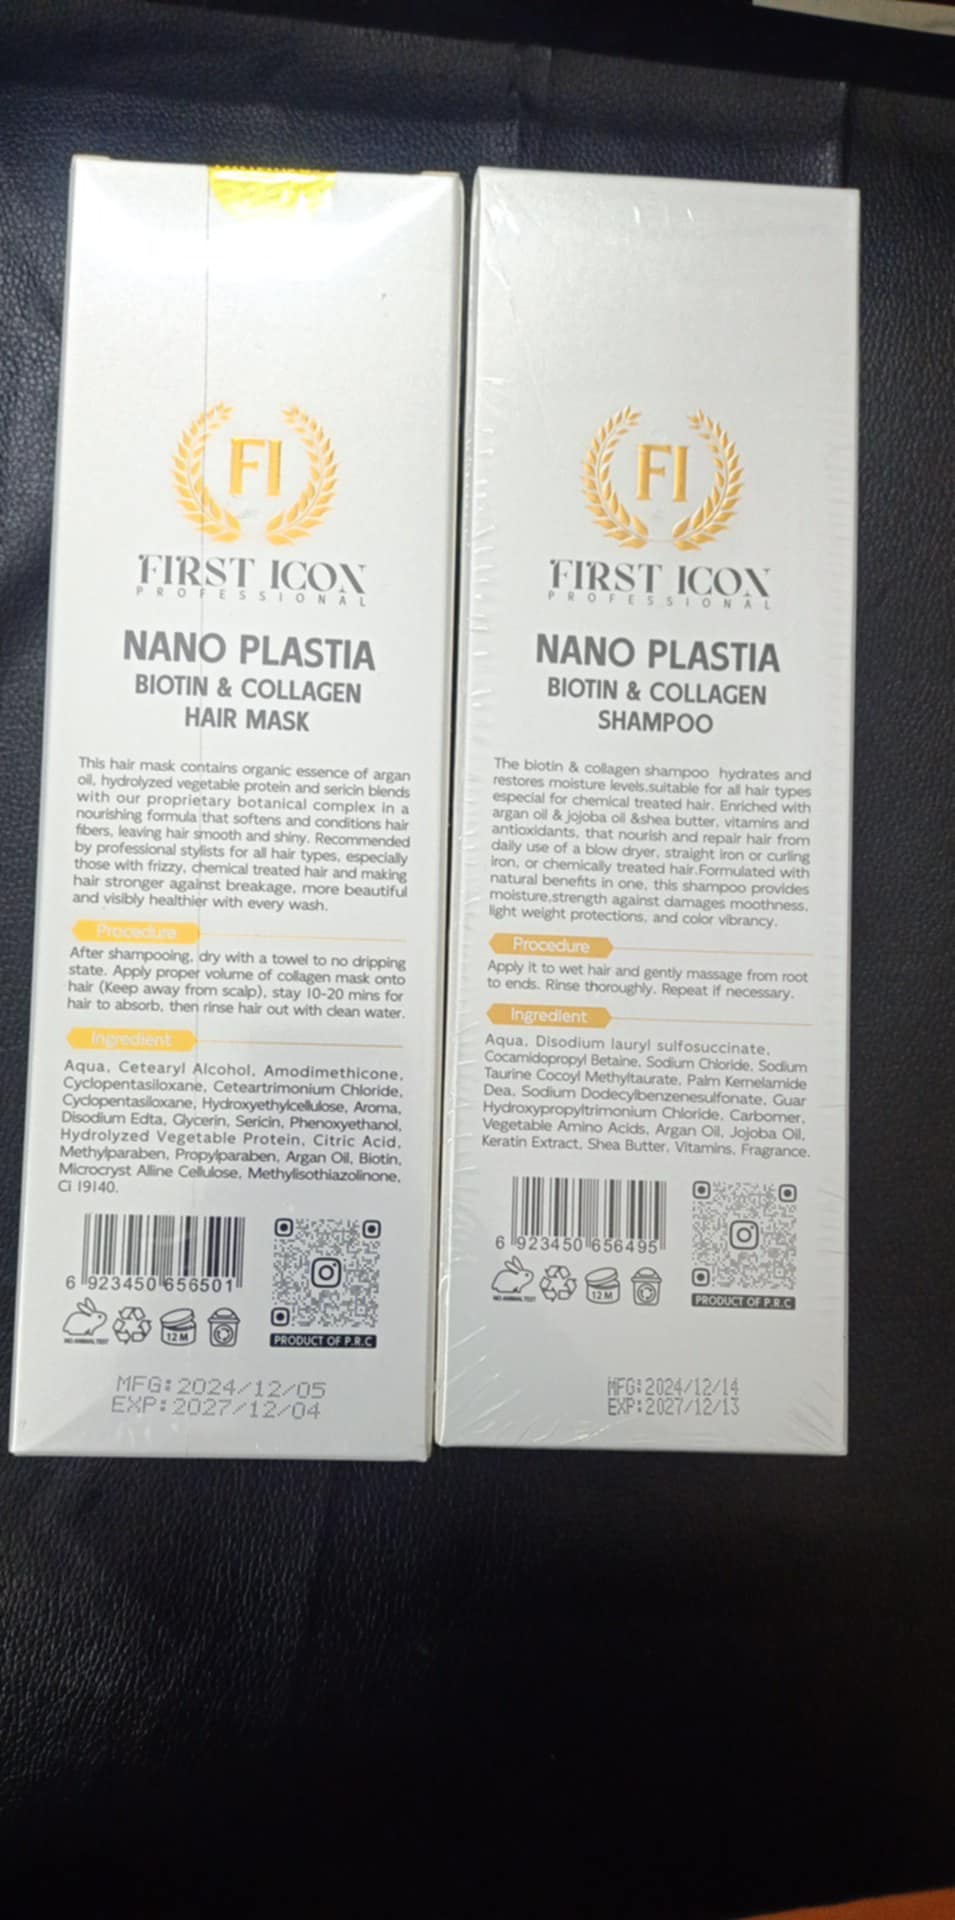 FI
FIRST ICON
PROFESSIONAL
NANO PLASTIA
BIOTIN & COLLAGEN
HAIR MASK
This hair mask contains organic essence of argan
oil, hydrolyzed vegetable protein and sericin blends
with our proprietary botanical complex in a
nourishing formula that softens and conditions hair
fibers, leaving hair smooth and shiny. Recommended
by professional stylists for all hair types, especially
those with frizzy, chemical treated hair and making
hair stronger against breakage, more beautiful
and visibly healthier with every wash.
Procedure
After shampooing, dry with a towel to no dripping
state. Apply proper volume of collagen mask onto
hair (Keep away from scalp), stay 10-20 mins for
hair to absorb, then rinse hair out with clean water.
Ingredient
Aqua, Cetearyl Alcohol, Amodimethicone,
Cyclopentasiloxane, Ceteartrimonium Chloride,
Cyclopentasiloxane, Hydroxyethylcellulose, Aroma,
Disodium Edta, Glycerin, Sericin, Phenoxyethanol,
Hydrolyzed Vegetable Protein, Citric Acid,
Methylparaben, Propylparaben, Argan Oil, Biotin,
Microcryst Alline Cellulose, Methylisothiazolinone,
CI 19140.
6 923450 656501
NO ANIMAL TEST
12 M
PRODUCT OF P.R.C
MFG:2024/12/05
EXP:2027/12/04
FI
FIRST ICON
PROFESSIONAL
NANO PLASTIA
BIOTIN & COLLAGEN
SHAMPOO
The biotin & collagen shampoo hydrates and
restores moisture levels,suitable for all hair types
especial for chemical treated hair. Enriched with
argan oil & jojoba oil &shea butter, vitamins and
antioxidants, that nourish and repair hair from
daily use of a blow dryer, straight iron or curling
iron, or chemically treated hair.Formulated with
natural benefits in one, this shampoo provides
moisture,strength against damages moothness,
light weight protections, and color vibrancy.
Procedure
Apply it to wet hair and gently massage from root
to ends. Rinse thoroughly. Repeat if necessary.
Ingredient
Aqua, Disodium lauryl sulfosuccinate,
Cocamidopropyl Betaine, Sodium Chloride, Sodium
Taurine Cocoyl Methyltaurate, Palm Kernelamide
Dea, Sodium Dodecylbenzenesulfonate, Guar
Hydroxypropyltrimonium Chloride, Carbomer,
Vegetable Amino Acids, Argan Oil, Jojoba Oil,
Keratin Extract, Shea Butter, Vitamins, Fragrance.
6 923450 656495
NO ANIMAL TEST
12 M
PRODUCT OF P.R.C
MFG:2024/12/14
EXP:2027/12/13